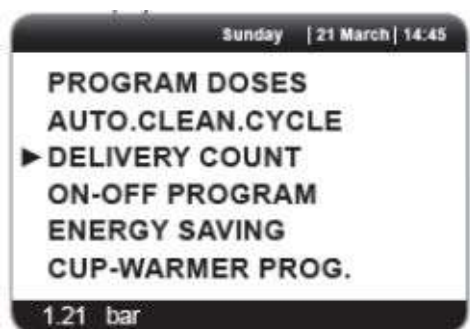 Sunday | 21 March | 14:45
PROGRAM DOSES
AUTO.CLEAN.CYCLE
►DELIVERY COUNT
ON-OFF PROGRAM
ENERGY SAVING
CUP-WARMER PROG.
1.21 bar